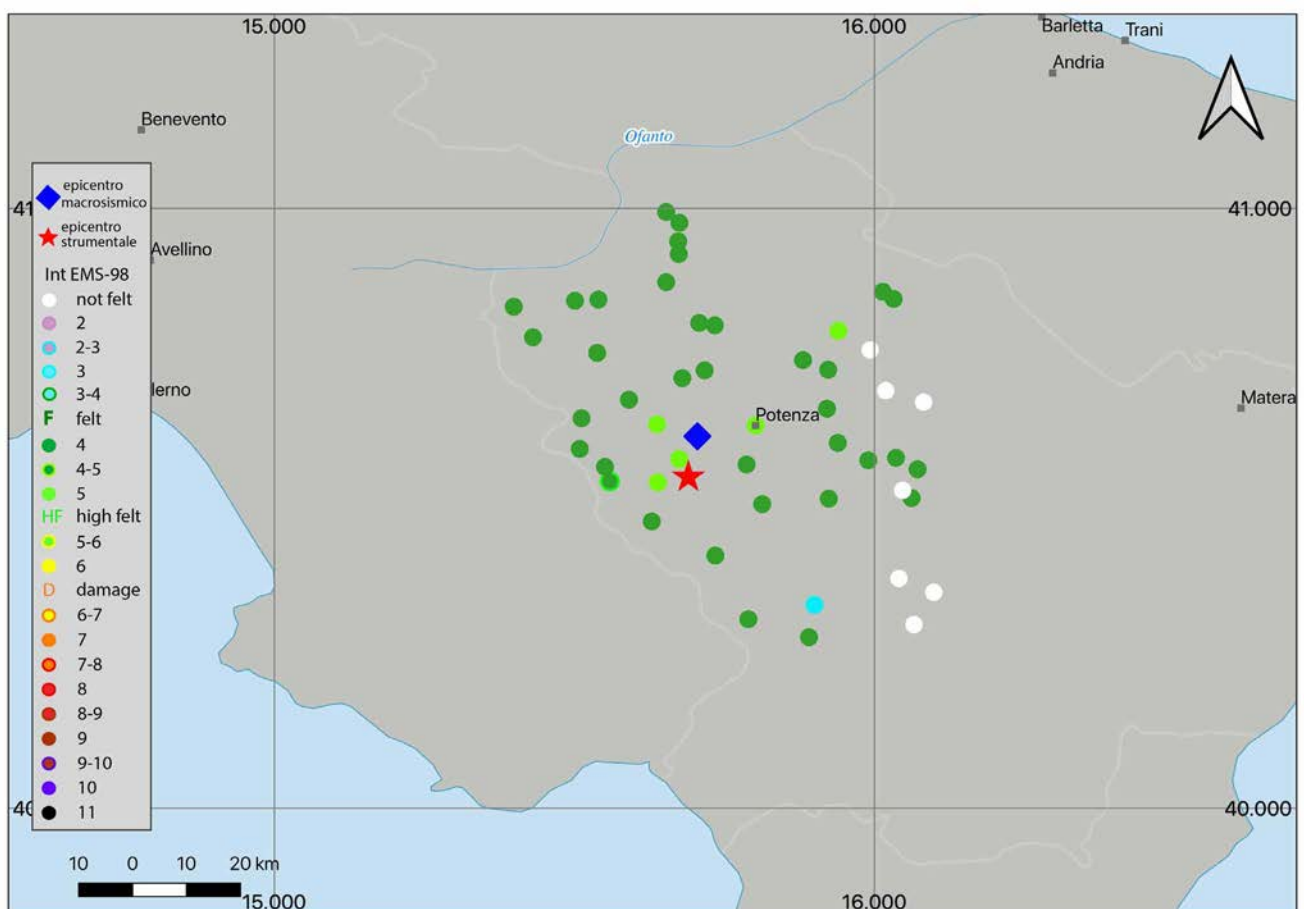 15.000
16.000
Barletta
Trani
Andria
Benevento
Ofanto
epicentro
macrosismico
41.000
epicentro
strumentale
Avellino
Int EMS-98
not felt
2
2-3
3
3-4
lerno
F felt
Matera
Potenza
4
4-5
5
HF high felt
5-6
6
D damage
6-7
7
7-8
8
8-9
9
9-10
10
40.000
11
10 0 10 20 km
15.000
16.000